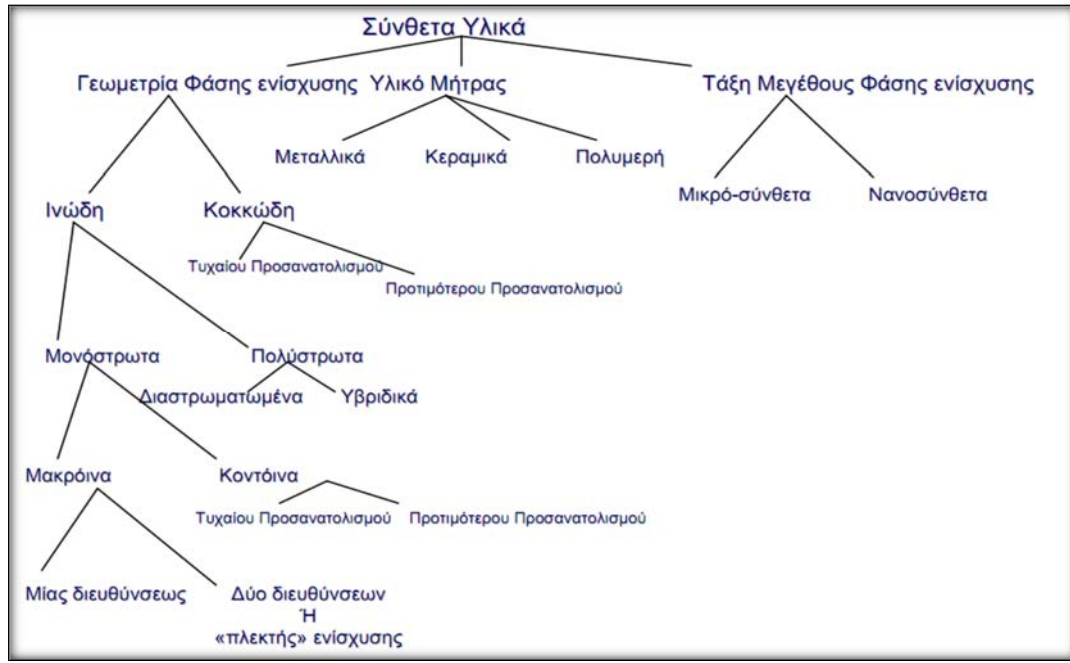 Σύνθετα Υλικά
Γεωμετρία Φάσης ενίσχυσης Υλικό Μήτρας Τάξη Μεγέθους Φάσης ενίσχυσης
Μεταλλικά Κεραμικά Πολυμερή
Μικρό-σύνθετα Νανοσύνθετα
Ινώδη Κοκκώδη
Τυχαίου Προσανατολισμού
Προτιμότερου Προσανατολισμού
Μονόστρωτα Πολύστρωτα
Διαστρωματωμένα Υβριδικά
Μακρόινα Κοντόινα
Τυχαίου Προσανατολισμού Προτιμότερου Προσανατολισμού
Μίας διευθύνσεως Δύο διευθύνσεων
Ή
«πλεκτής» ενίσχυσης